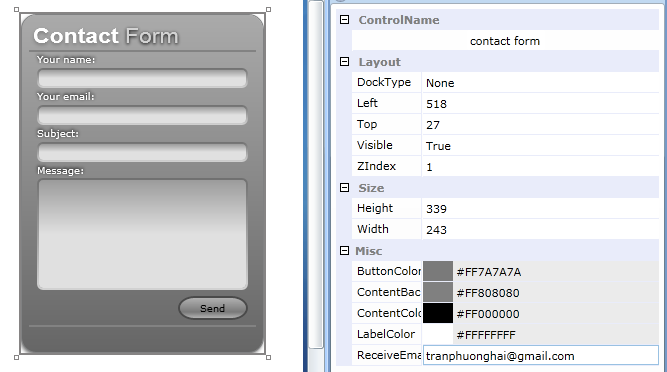 Contact Form
Your name:
Your email:
Subject:
Message:
Send
ControlName
contact form
Layout
DockType None
Left 518
Top 27
Visible True
ZIndex 1
Size
Height 339
Width 243
Misc
ButtonColor #FF7A7A7A
ContentBac #FF808080
ContentColo #FF000000
LabelColor #FFFFFFFF
ReceiveEma tranphuonghai@gmail.com